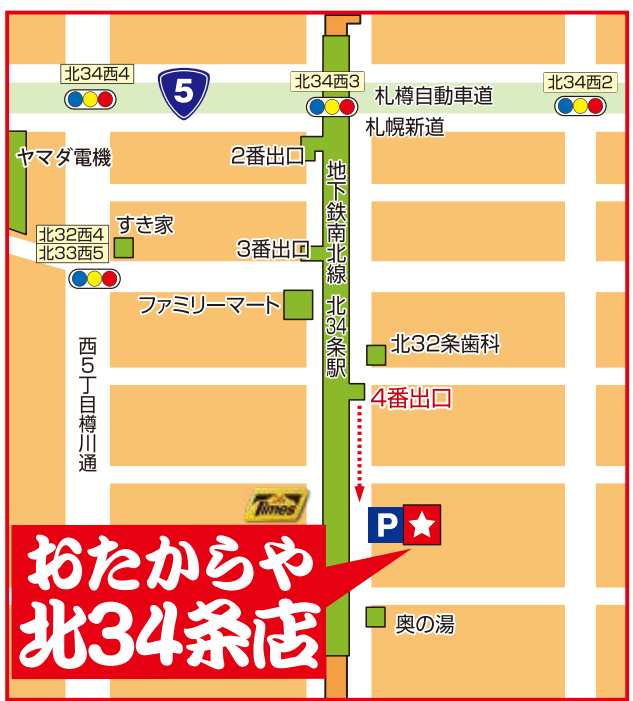 北34西4
5
北34西3
北34西2
札樽自動車道
札幌新道
ヤマダ電機
2番出口
地下鉄南北線 北34条駅
すき家
北32西4
北33西5
3番出口
ファミリーマート
北32条歯科
西5丁目樽川通
4番出口
Times
P
おたからや
北34条店
奥の湯